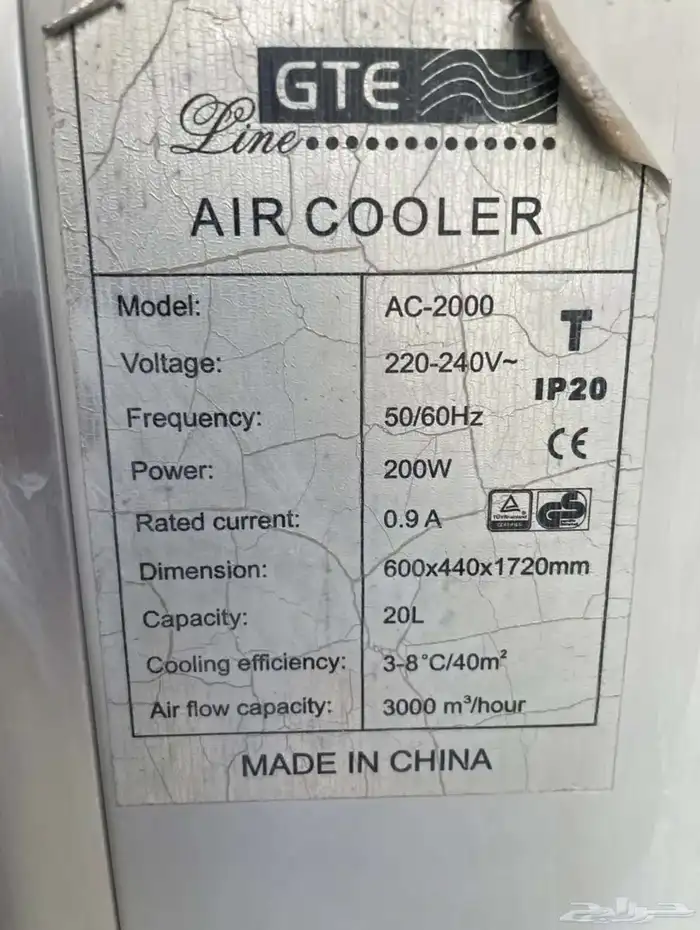 GTE
Line
AIR COOLER
Model: AC-2000
T
Voltage: 220-240V~
IP20
Frequency: 50/60Hz
CE
Power: 200W
Rated current: 0.9 A
Dimension: 600x440x1720mm
Capacity: 20L
Cooling efficiency: 3-8°C/40m²
Air flow capacity: 3000 m³/hour
MADE IN CHINA
حراج